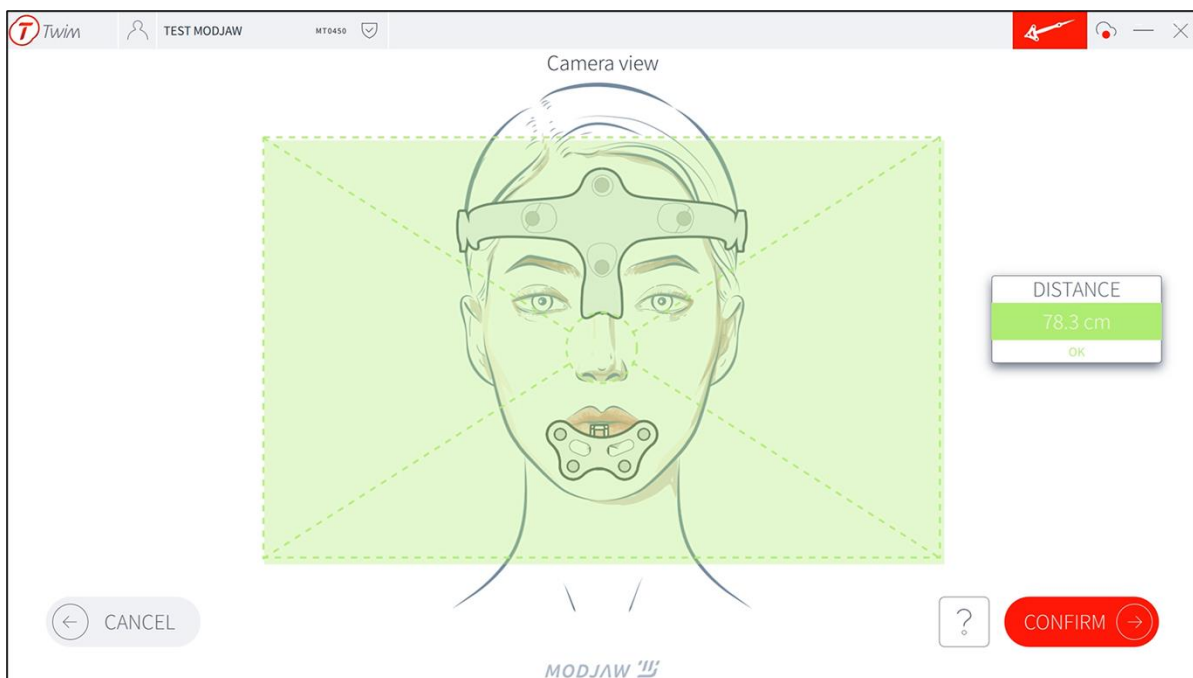 Twim
TEST MODJAW
MT0450
Camera view
DISTANCE
78.3 cm
OK
CANCEL
?
CONFIRM
MODJAW